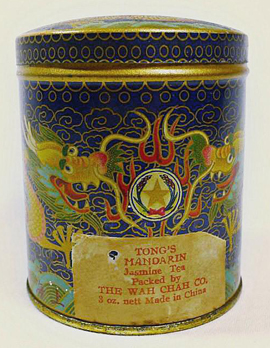 TONG'S
MANDARIN
Jasmine Tea
Packed by
THE WAH CHAH CO.
3 oz. nett Made in China